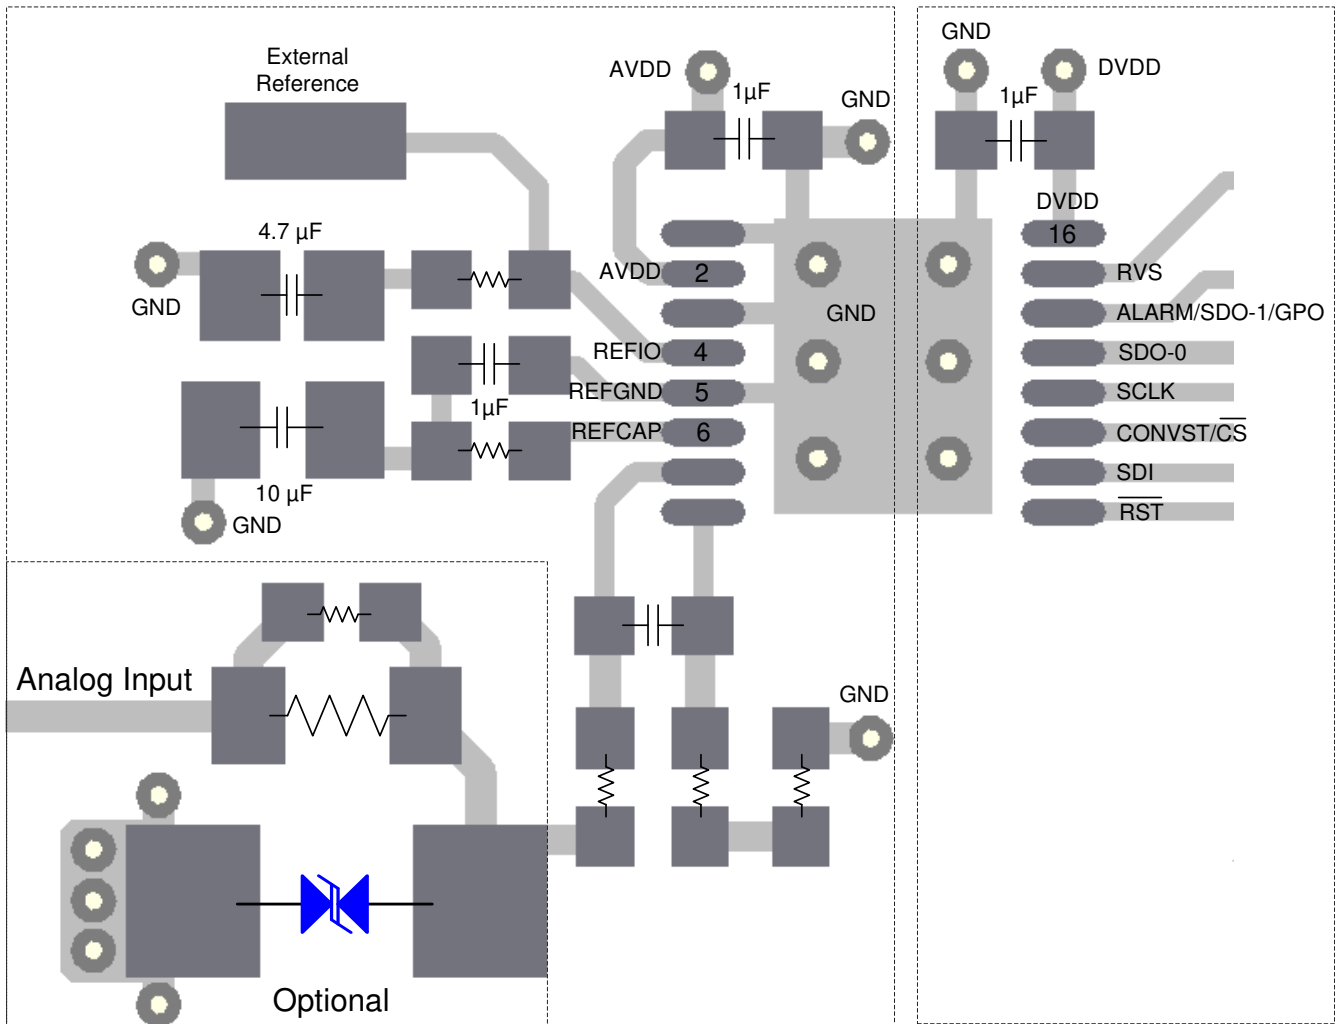 External
Reference
AVDD
1µF
GND
GND
1µF
DVDD
4.7 µF
GND
AVDD
2
GND
REFIO
4
REFGND
5
1µF
REFCAP
6
10 µF
GND
DVDD
16
RVS
ALARM/SDO-1/GPO
SDO-0
SCLK
CONVST/C̅S̅
SDI
R̅S̅T̅
Analog Input
GND
Optional